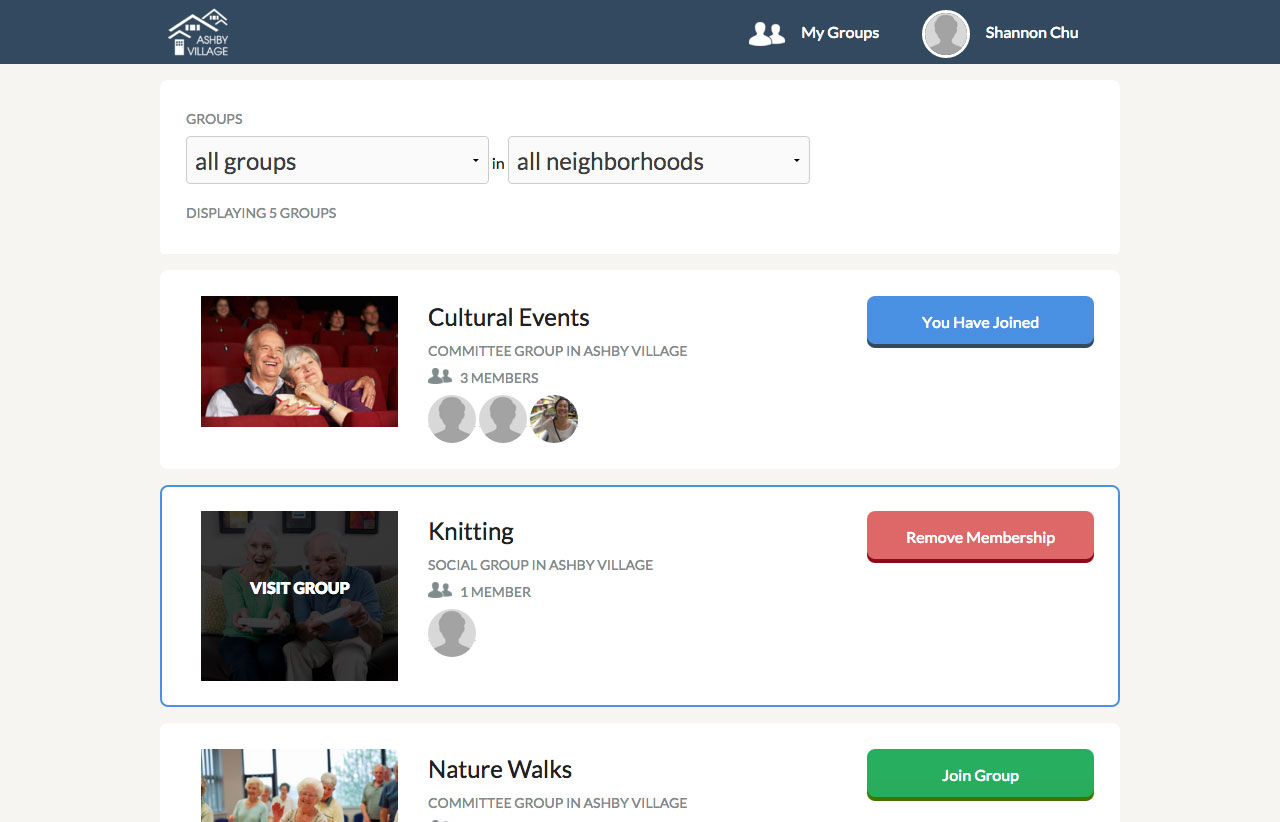 ASHBY
VILLAGE
My Groups
Shannon Chu
GROUPS
all groups in all neighborhoods
DISPLAYING 5 GROUPS
Cultural Events
You Have Joined
COMMITTEE GROUP IN ASHBY VILLAGE
3 MEMBERS
Knitting
Remove Membership
SOCIAL GROUP IN ASHBY VILLAGE
VISIT GROUP
1 MEMBER
Nature Walks
Join Group
COMMITTEE GROUP IN ASHBY VILLAGE